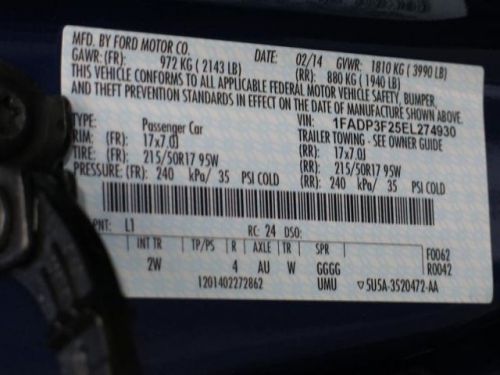 MFD. BY FORD MOTOR CO.
DATE: 02/14 GVWR: 1810 KG ( 3990 LB)
GAWR: (FR): 972 KG ( 2143 LB) (RR): 880 KG ( 1940 LB)
THIS VEHICLE CONFORMS TO ALL APPLICABLE FEDERAL MOTOR VEHICLE SAFETY, BUMPER,
AND THEFT PREVENTION STANDARDS IN EFFECT ON THE DATE OF MANUFACTURE SHOWN ABOVE.
VIN: 1FADP3F25EL274930
TYPE: Passenger Car TRAILER TOWING - SEE OWNER GUIDE
RIM: (FR): 17x7.0J (RR): 17x7.0J
TIRE: (FR): 215/50R17 95W (RR): 215/50R17 95W
PRESSURE: (FR): 240 kPa/ 35 PSI COLD (RR): 240 kPa/ 35 PSI COLD
PNT: L1 RC: 24 DSO:
INT TR TP/PS R AXLE TR SPR F0062
2W 4 AU W GGGG R0042
1201402272862 UMU 5U5A-3520472-AA